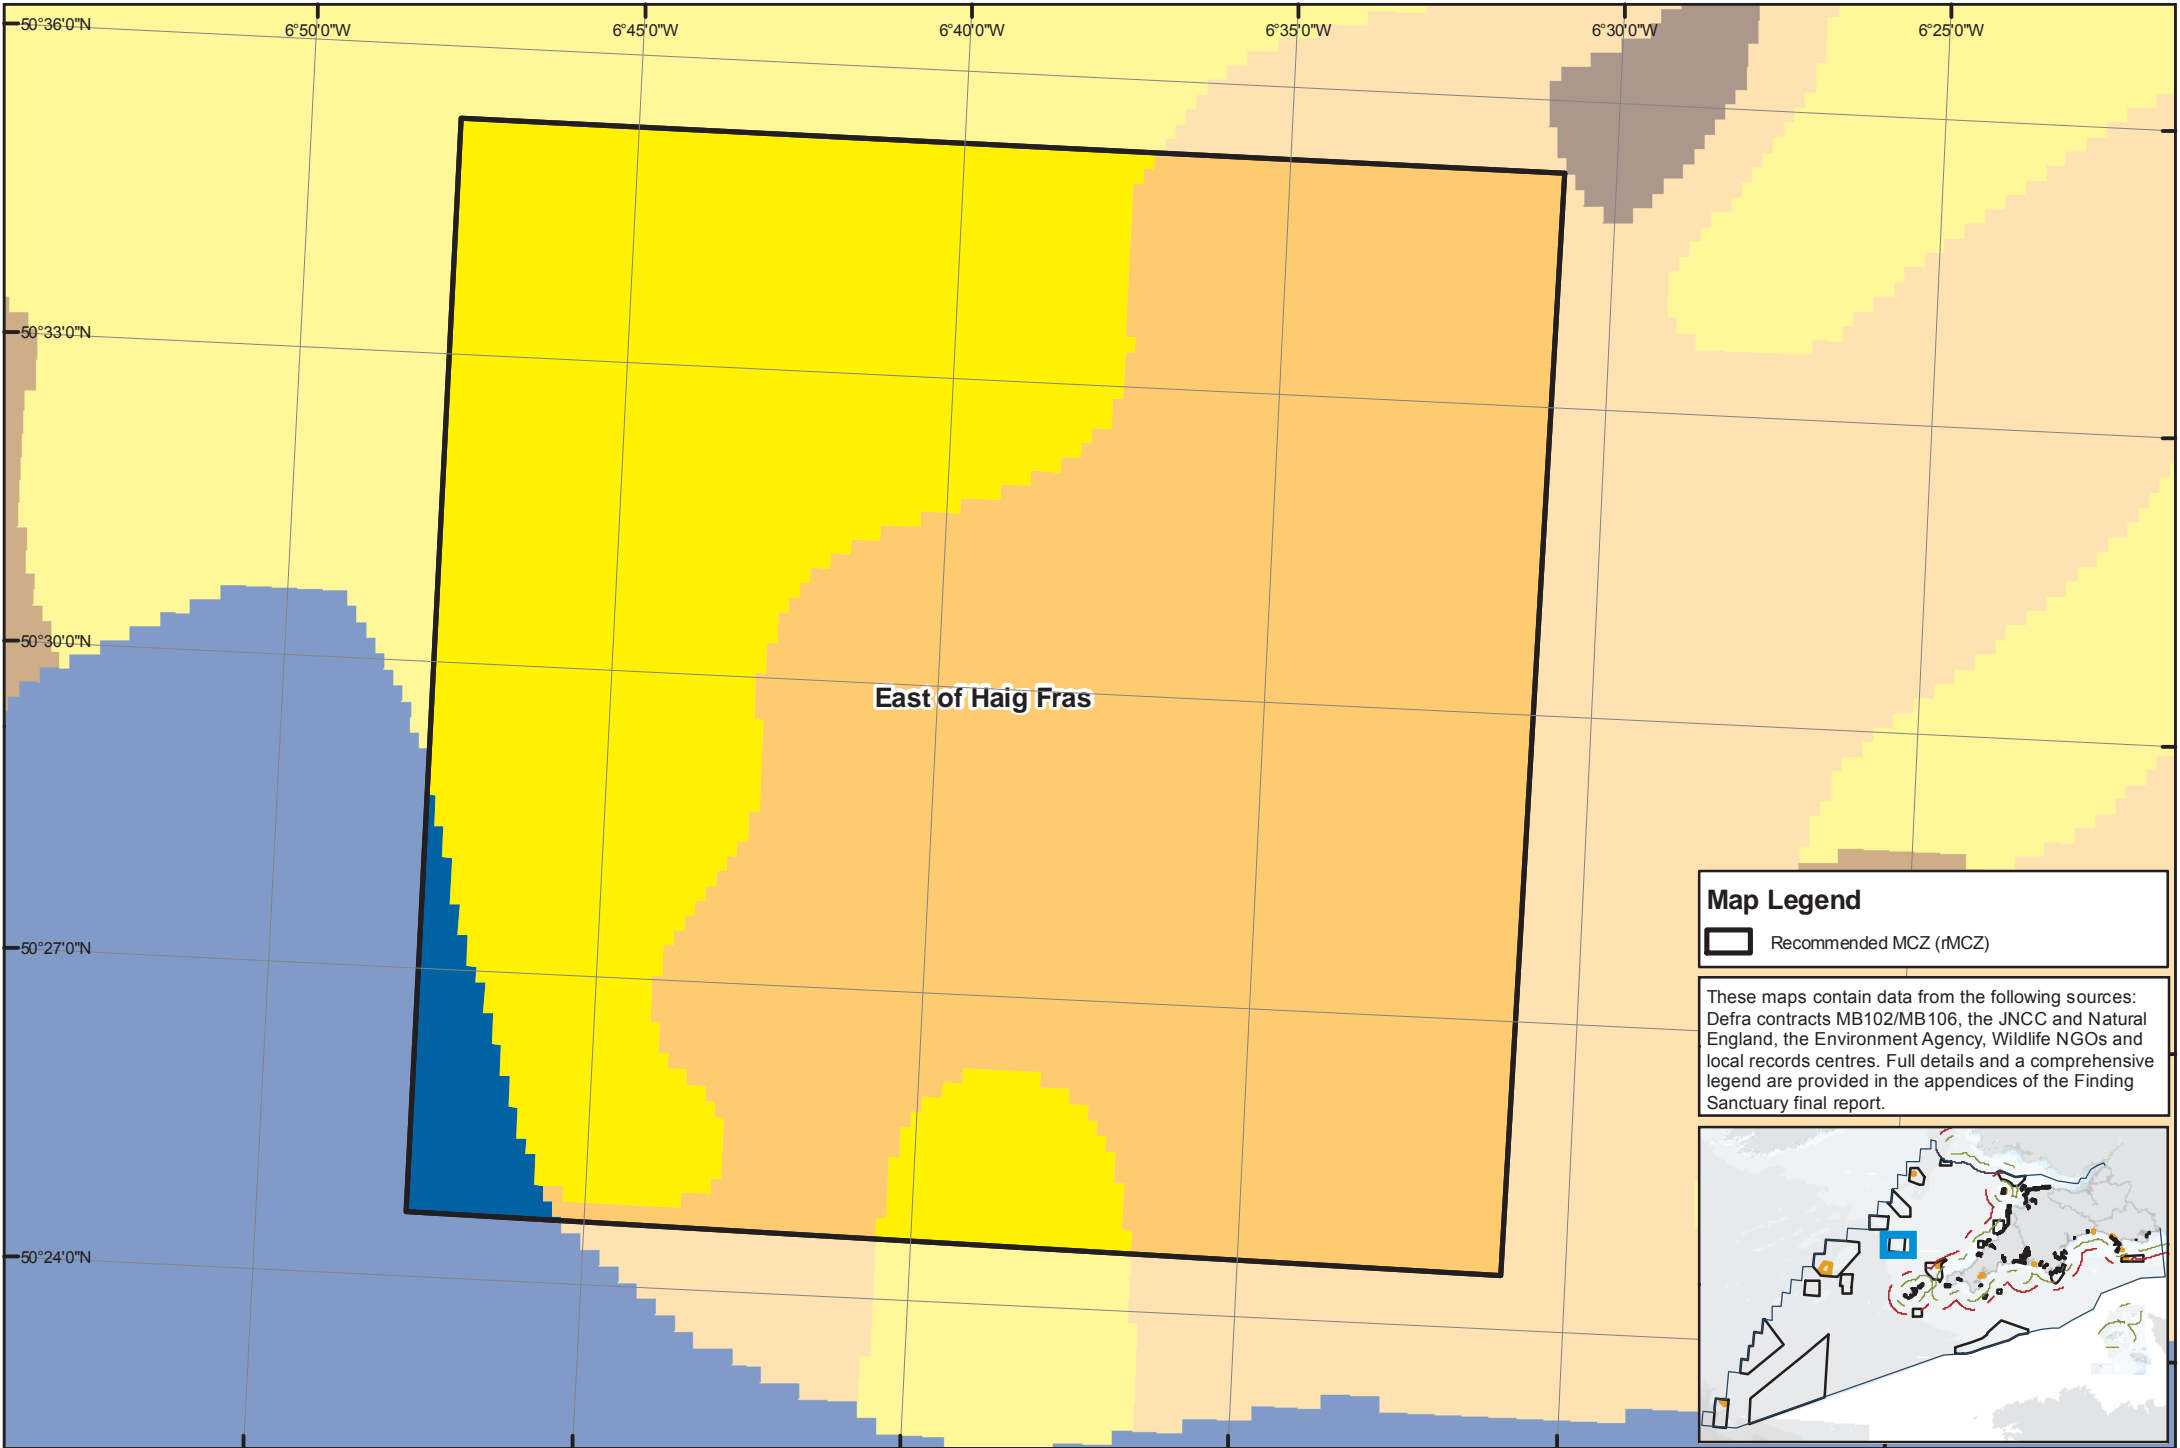 6°50'0"W
6°45'0"W
6°40'0"W
6°35'0"W
6°30'0"W
6°25'0"W
50°36'0"N
50°33'0"N
50°30'0"N
50°27'0"N
50°24'0"N
East of Haig Fras
Map Legend
Recommended MCZ (rMCZ)
These maps contain data from the following sources:
Defra contracts MB102/MB106, the JNCC and Natural
England, the Environment Agency, Wildlife NGOs and
local records centres. Full details and a comprehensive
legend are provided in the appendices of the Finding
Sanctuary final report.